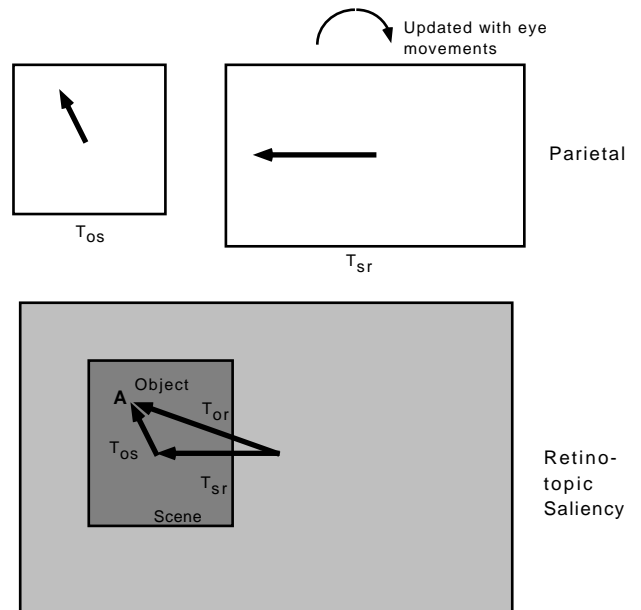 Updated with eye
movements
Parietal
Tos
Tsr
Object
A
Tor
Tos
Tsr
Scene
Retino-
topic
Saliency